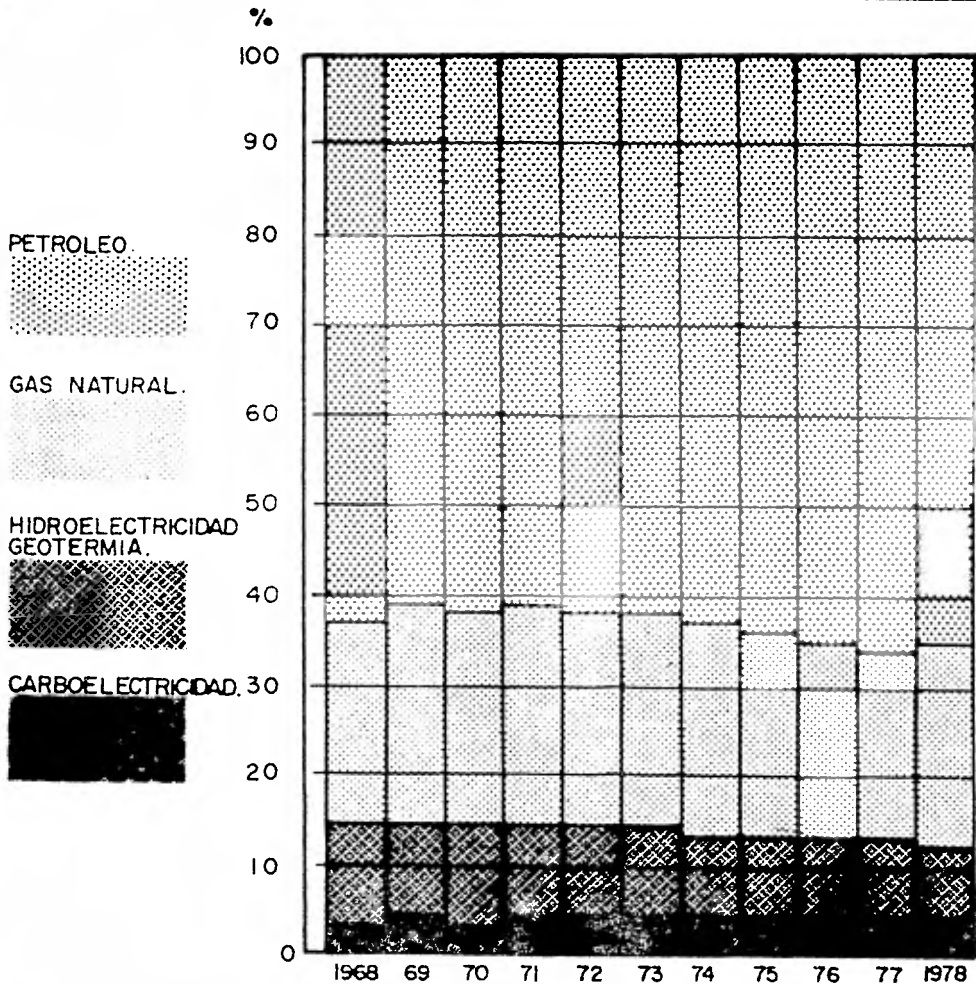 %
100
90
80
70
60
50
40
30
20
10
0
PETROLEO.
GAS NATURAL.
HIDROELECTRICIDAD
GEOTERMIA.
CARBOELECTRICIDAD.
1968 69 70 71 72 73 74 75 76 77 1978